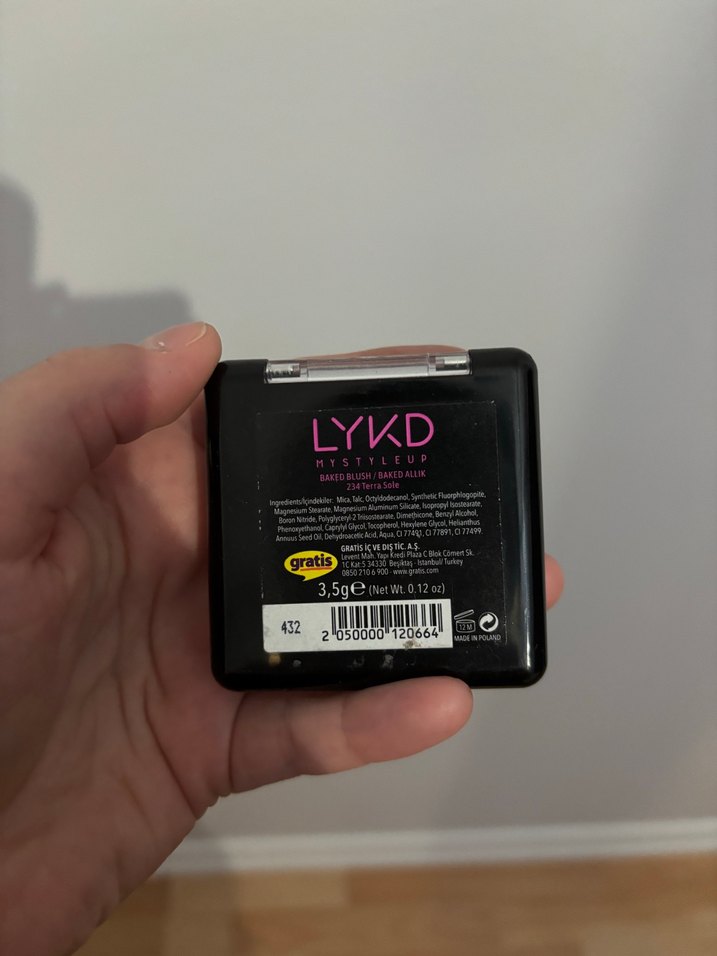 LYKD
MYSTYLEUP
BAKED BLUSH / BAKED ALLIK
234 Terra Sole
Ingredients/İçindekiler: Mica, Talc, Octyldodecanol, Synthetic Fluorphlogopite,
Magnesium Stearate, Magnesium Aluminum Silicate, Isopropyl Isostearate,
Boron Nitride, Polyglyceryl-2 Triisostearate, Dimethicone, Benzyl Alcohol,
Phenoxyethanol, Caprylyl Glycol, Tocopherol, Hexylene Glycol, Helianthus
Annuus Seed Oil, Dehydroacetic Acid, Aqua, CI 77491, CI 77891, CI 77499.
gratis
GRATİS İÇ VE DIŞ TİC. A.Ş.
Levent Mah. Yapı Kredi Plaza C Blok Cömert Sk.
1C Kat:5 34330 Beşiktaş - İstanbul/ Turkey
0850 210 6 900 - www.gratis.com
3,5g e (Net Wt. 0.12 oz)
432
2 050000 120664
12 M
MADE IN POLAND